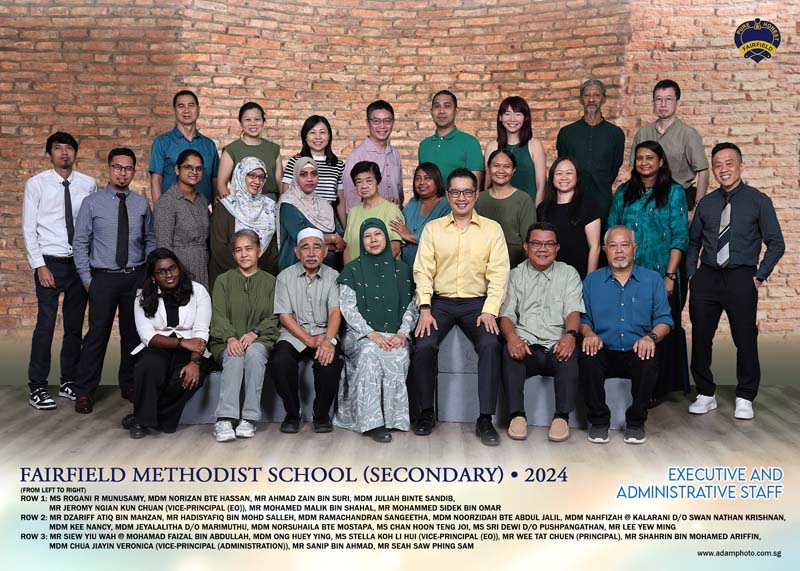 PURE HONEST
FAIRFIELD
FAIRFIELD METHODIST SCHOOL (SECONDARY) • 2024
EXECUTIVE AND
ADMINISTRATIVE STAFF
(FROM LEFT TO RIGHT)
ROW 1: MS ROGANI R MUNUSAMY, MDM NORIZAN BTE HASSAN, MR AHMAD ZAIN BIN SURI, MDM JULIAH BINTE SANDIB,
MR JEROMY NGIAN KUN CHUAN (VICE-PRINCIPAL (EO)), MR MOHAMED MALIK BIN SHAHAL, MR MOHAMMED SIDEK BIN OMAR
ROW 2: MR DZARIFF ATIQ BIN MAHZAN, MR HADISYAFIQ BIN MOHD SALLEH, MDM RAMACHANDRAN SANGEETHA, MDM NOORZIDAH BTE ABDUL JALIL, MDM NAHFIZAH @ KALARANI D/O SWAN NATHAN KRISHNAN,
MDM KEE NANCY, MDM JEYALALITHA D/O MARIMUTHU, MDM NORSUHAILA BTE MOSTAPA, MS CHAN HOON TENG ZOI, MS SRI DEWI D/O PUSHPANGATHAN, MR LEE YEW MING
ROW 3: MR SIEW YIU WAH @ MOHAMAD FAIZAL BIN ABDULLAH, MDM ONG HUEY YING, MS STELLA KOH LI HUI (VICE-PRINCIPAL (EO)), MR WEE TAT CHUEN (PRINCIPAL), MR SHAHRIN BIN MOHAMED ARIFFIN,
MDM CHUA JIAYIN VERONICA (VICE-PRINCIPAL (ADMINISTRATION)), MR SANIP BIN AHMAD, MR SEAH SAW PHING SAM
www.adamphoto.com.sg